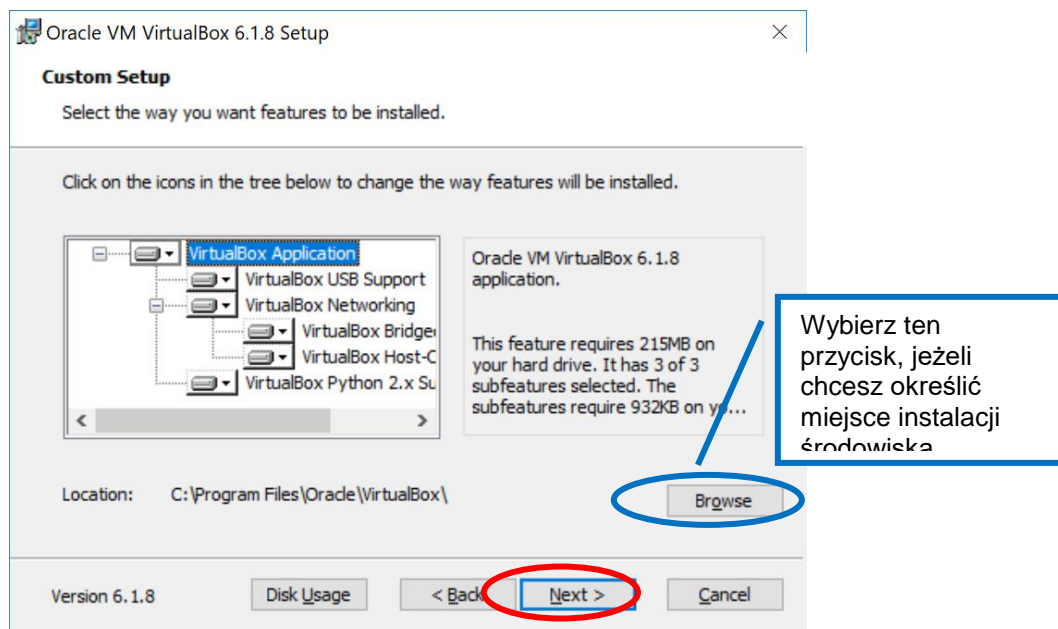 Oracle VM VirtualBox 6.1.8 Setup
Custom Setup
Select the way you want features to be installed.
Click on the icons in the tree below to change the way features will be installed.
VirtualBox Application
VirtualBox USB Support
VirtualBox Networking
VirtualBox Bridge
VirtualBox Host-C
VirtualBox Python 2.x Su
Oracle VM VirtualBox 6.1.8
application.
This feature requires 215MB on
your hard drive. It has 3 of 3
subfeatures selected. The
subfeatures require 932KB on yo...
Wybierz ten
przycisk, jeżeli
chcesz określić
miejsce instalacji
środowiska
Location: C:\Program Files\Oracle\VirtualBox\
Browse
Version 6.1.8
Disk Usage
< Back
Next >
Cancel